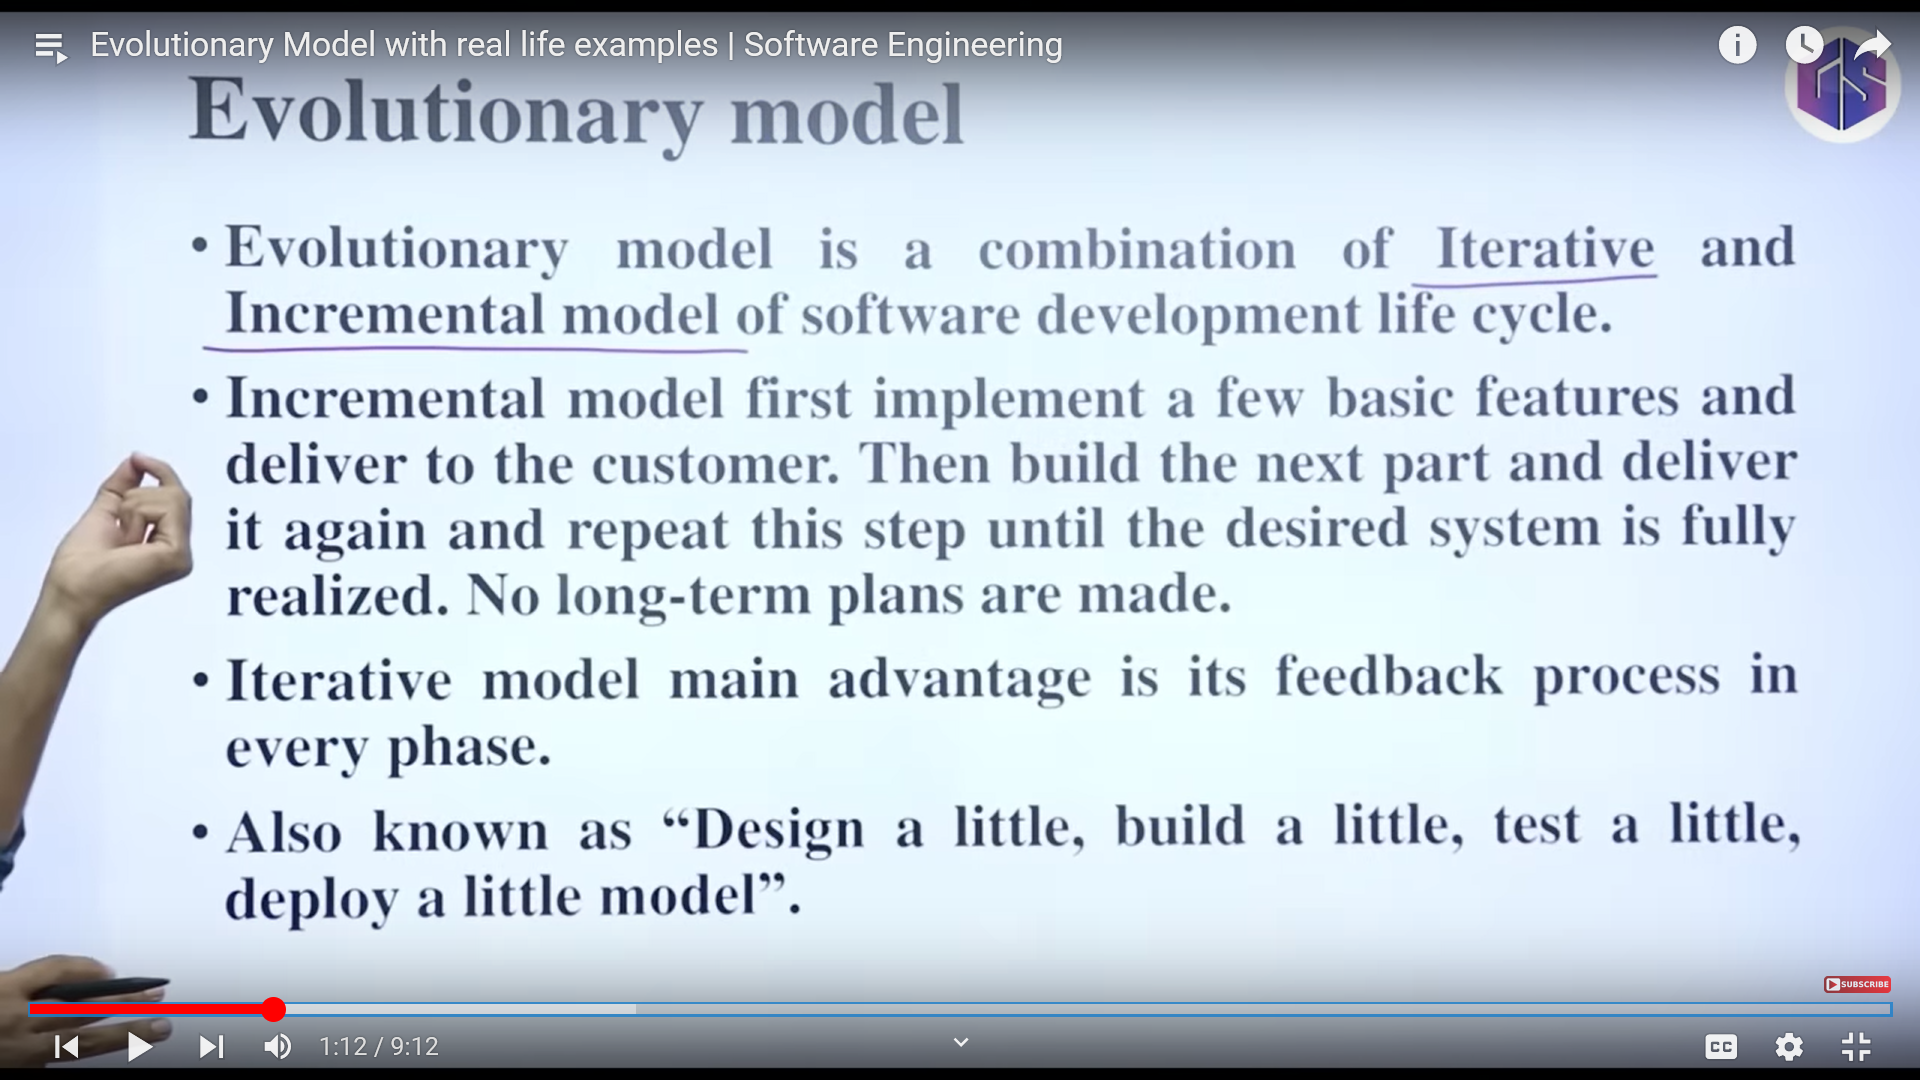 Evolutionary Model with real life examples | Software Engineering
Evolutionary model
• Evolutionary model is a combination of Iterative and
Incremental model of software development life cycle.
• Incremental model first implement a few basic features and
deliver to the customer. Then build the next part and deliver
it again and repeat this step until the desired system is fully
realized. No long-term plans are made.
• Iterative model main advantage is its feedback process in
every phase.
• Also known as “Design a little, build a little, test a little,
deploy a little model”.
SUBSCRIBE
1:12 / 9:12
CC